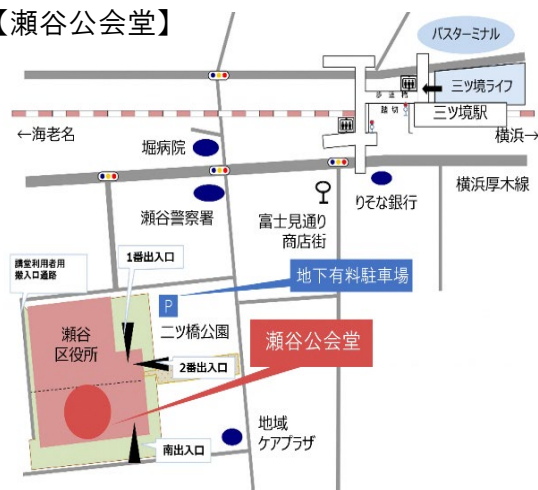 【瀬谷公会堂】
バスターミナル
三ツ境ライフ
歩道橋
踏切
三ツ境駅
←海老名
横浜→
堀病院
横浜厚木線
りそな銀行
瀬谷警察署
富士見通り
商店街
講堂利用者用
搬入口通路
1番出入口
地下有料駐車場
P
二ツ橋公園
瀬谷
区役所
瀬谷公会堂
2番出入口
地域
ケアプラザ
南出入口